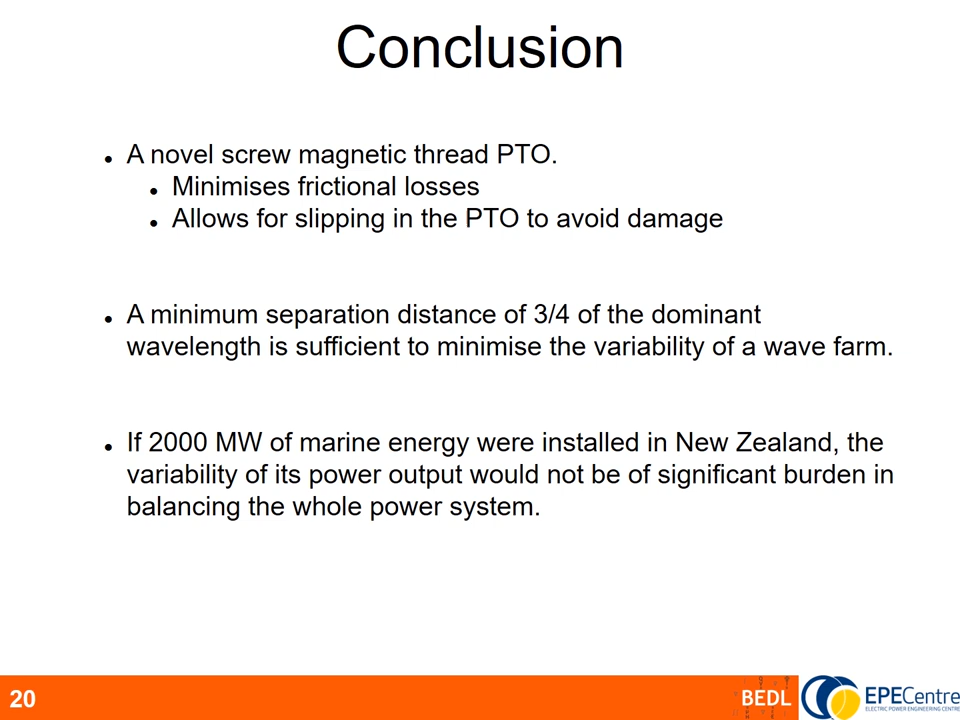 Conclusion
• A novel screw magnetic thread PTO.
• Minimises frictional losses
• Allows for slipping in the PTO to avoid damage
• A minimum separation distance of 3/4 of the dominant
wavelength is sufficient to minimise the variability of a wave farm.
• If 2000 MW of marine energy were installed in New Zealand, the
variability of its power output would not be of significant burden in
balancing the whole power system.
20
BEDL
EPECentre
ELECTRIC POWER ENGINEERING CENTRE